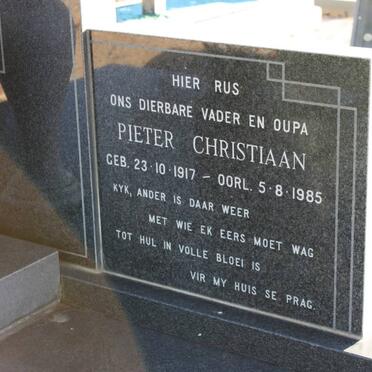 HIER RUS
ONS DIERBARE VADER EN OUPA
PIETER CHRISTIAAN
GEB. 23·10·1917 – OORL. 5·8·1985
KYK, ANDER IS DAAR WEER
MET WIE EK EERS MOET WAG
TOT HUL IN VOLLE BLOEI IS
VIR MY HUIS SE PRAG.